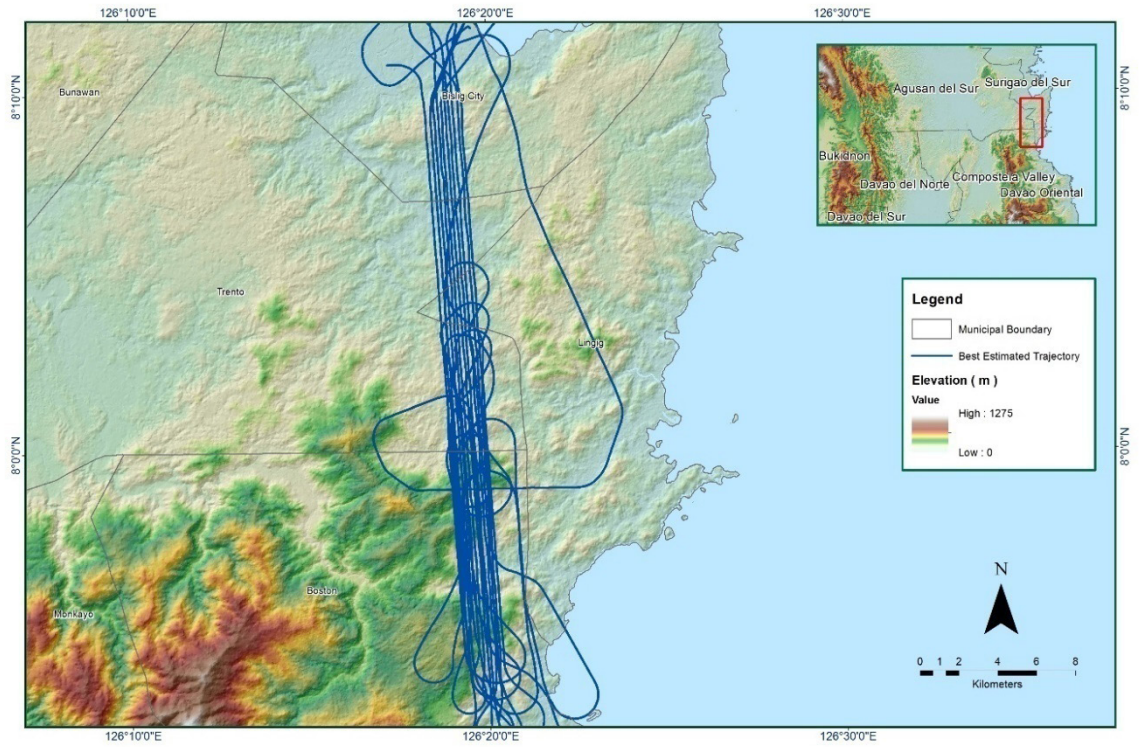 126°10'0"E
126°20'0"E
126°30'0"E
8°10'0"N
8°10'0"N
Bunawan
Bislig City
Trento
Lingig
8°0'0"N
8°0'0"N
Boston
Monkayo
Agusan del Sur
Surigao del Sur
Bukidnon
Compostela Valley
Davao del Norte
Davao Oriental
Davao del Sur
Legend
Municipal Boundary
Best Estimated Trajectory
Elevation ( m )
Value
High : 1275
Low : 0
N
0 1 2 4 6 8
Kilometers
126°10'0"E
126°20'0"E
126°30'0"E